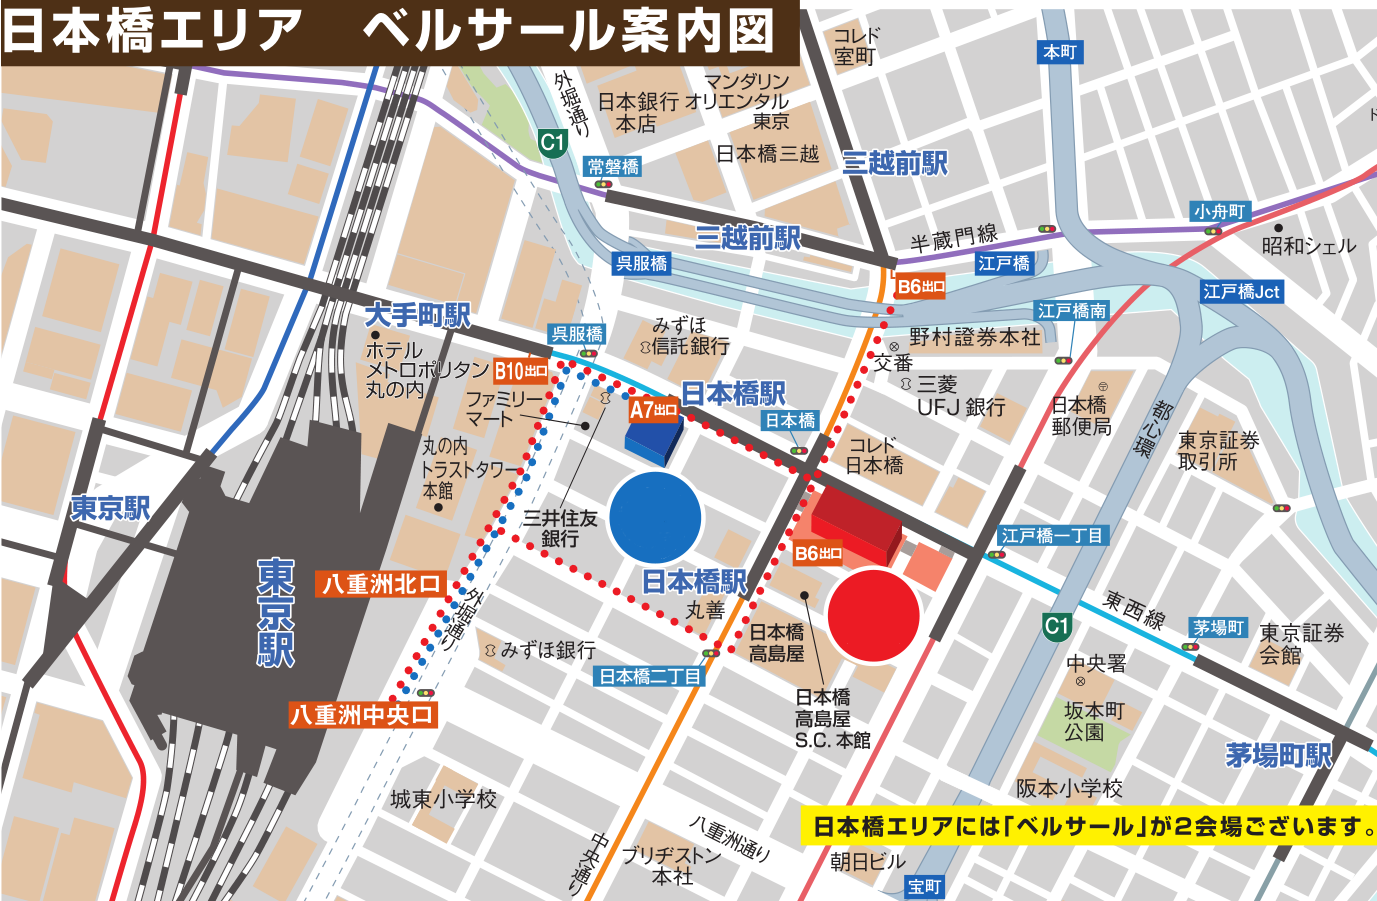 日本橋エリア　ベルサール案内図
コレド
室町
本町
外堀通り
マンダリン
オリエンタル
東京
日本銀行
本店
C1
日本橋三越
常磐橋
三越前駅
小舟町
昭和シェル
三越前駅
半蔵門線
呉服橋
江戸橋
B6出口
江戸橋Jct
大手町駅
江戸橋南
呉服橋
みずほ
信託銀行
野村證券本社
ホテル
メトロポリタン
丸の内
B10出口
交番
三菱
UFJ 銀行
日本橋駅
ファミリー
マート
A7出口
日本橋
日本橋
郵便局
都心環
丸の内
トラストタワー
本館
コレド
日本橋
東京証券
取引所
東京駅
三井住友
銀行
江戸橋一丁目
B6出口
東京駅
八重洲北口
日本橋駅
外堀通り
丸善
東西線
C1
茅場町
日本橋
高島屋
東京証券
会館
みずほ銀行
中央署
日本橋二丁目
日本橋
高島屋
S.C. 本館
八重洲中央口
坂本町
公園
茅場町駅
阪本小学校
城東小学校
日本橋エリアには「ベルサール」が2会場ございます。
八重洲通り
中央通り
ブリヂストン
本社
朝日ビル
宝町